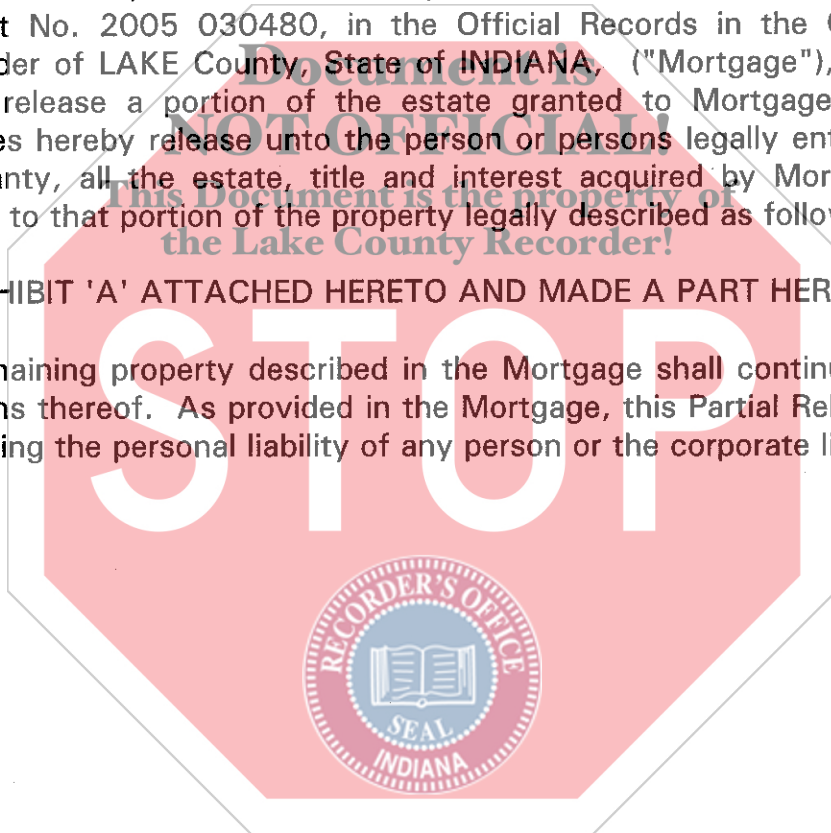 t No. 2005 030480, in the Official Records in the
der of LAKE County, State of INDIANA, ("Mortgage"),
release a portion of the estate granted to Mortgage
es hereby release unto the person or persons legally ent
nty, all the estate, title and interest acquired by Mor
to that portion of the property legally described as follow
HIBIT 'A' ATTACHED HERETO AND MADE A PART HER
naining property described in the Mortgage shall continu
ns thereof. As provided in the Mortgage, this Partial Rel
ing the personal liability of any person or the corporate li
Document is
NOT OFFICIAL!
This Document is the property of
the Lake County Recorder!
STOP
RECORDER'S OFFICE
SEAL
INDIANA